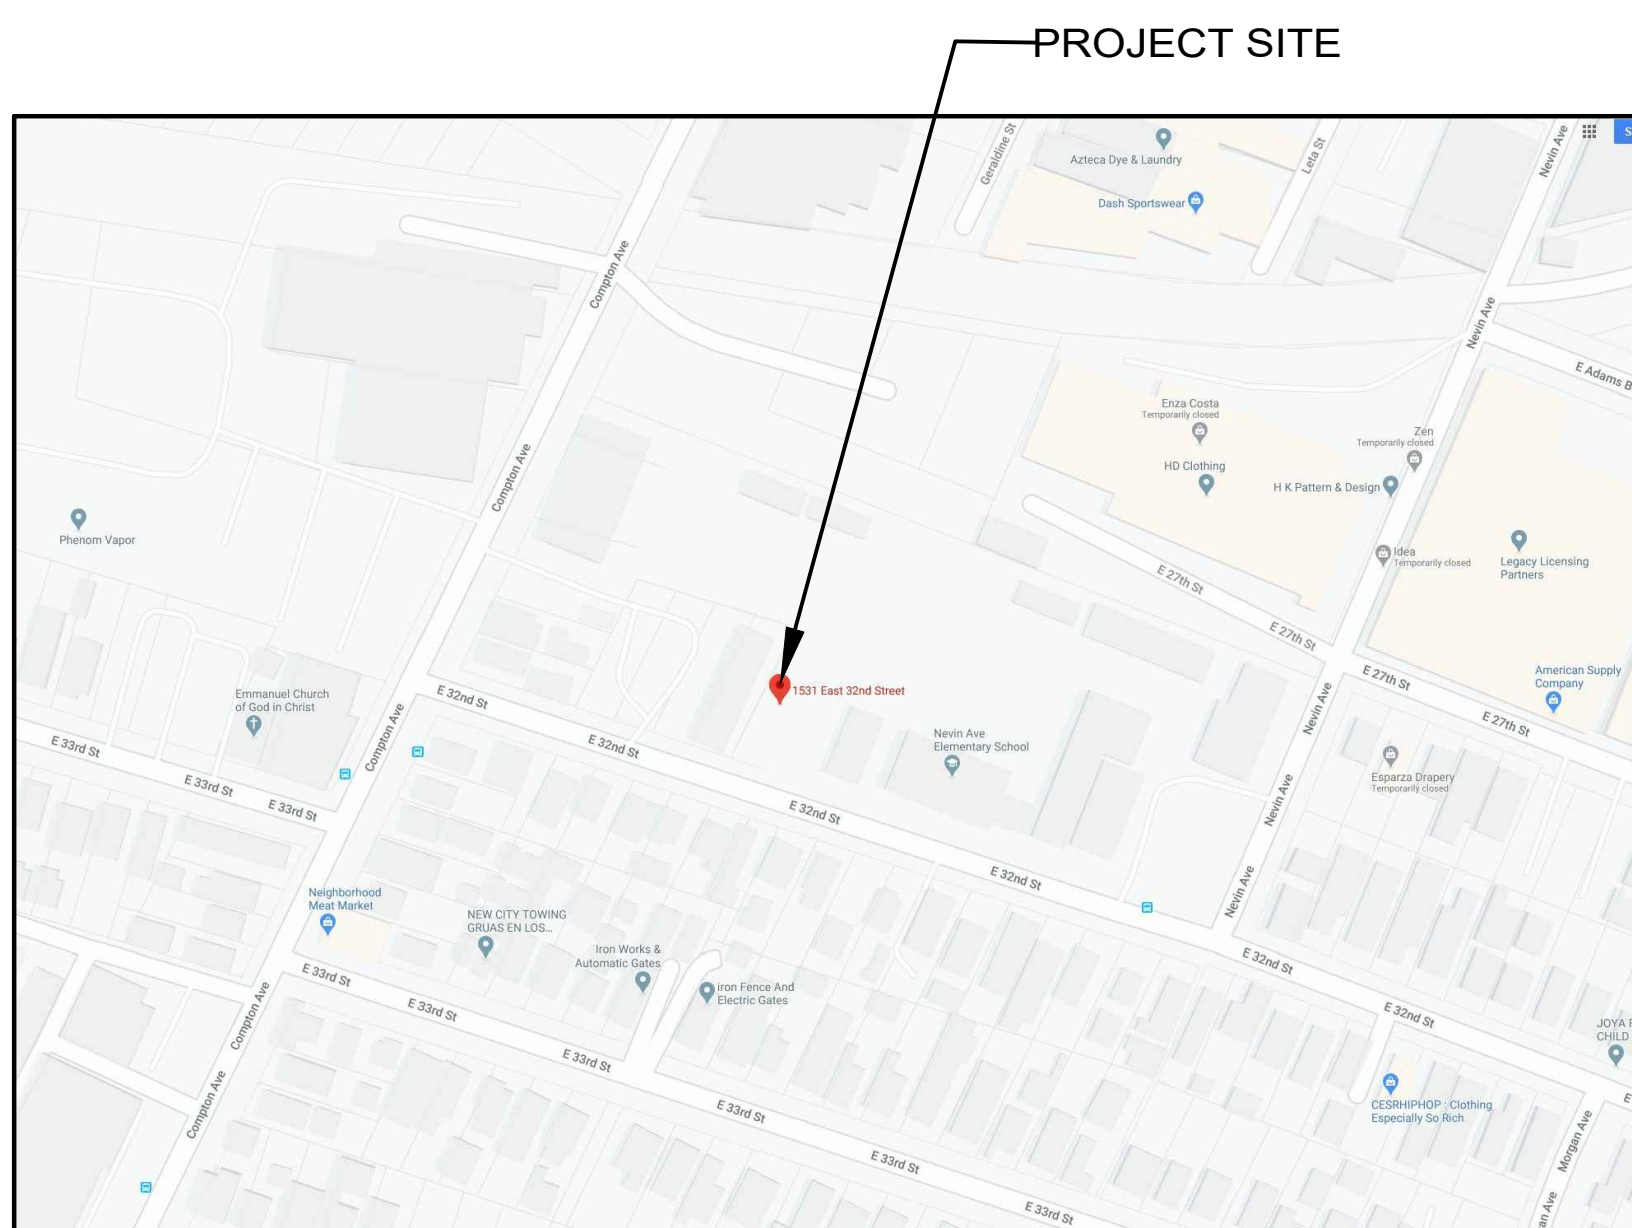 PROJECT SITE
Geraldine St
Azteca Dye & Laundry
Leta St
Nevin Ave
S
Dash Sportswear
Compton Ave
Nevin Ave
E Adams B
Enza Costa
Temporarily closed
Zen
Temporarily closed
Compton Ave
HD Clothing
H K Pattern & Design
Phenom Vapor
Idea
Temporarily closed
Legacy Licensing
Partners
E 27th St
E 27th St
E 27th St
American Supply
Company
E 27th St
Emmanuel Church
of God in Christ
E 32nd St
1531 East 32nd Street
Nevin Ave
Compton Ave
E 33rd St
E 32nd St
Nevin Ave
Elementary School
Esparza Drapery
Temporarily closed
E 33rd St
E 33rd St
E 32nd St
Nevin Ave
E 32nd St
Nevin Ave
Neighborhood
Meat Market
NEW CITY TOWING
GRUAS EN LOS...
Iron Works &
Automatic Gates
E 32nd St
E 33rd St
iron Fence And
Electric Gates
E 33rd St
Compton Ave
E 32nd St
JOYA F
CHILD
E 33rd St
Compton Ave
E 33rd St
CESRHIPHOP : Clothing
Especially So Rich
E
Morgan Ave
E 33rd St
E 33rd St
an Ave